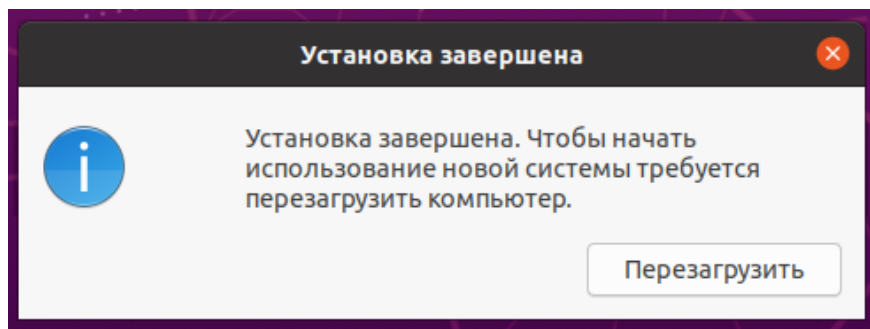 Установка завершена
Установка завершена. Чтобы начать
использование новой системы требуется
перезагрузить компьютер.
Перезагрузить